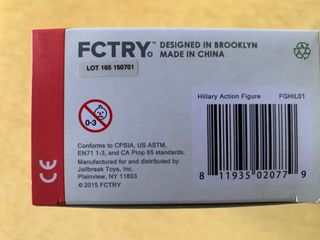 FCTRY™ DESIGNED IN BROOKLYN
MADE IN CHINA
LOT 165 150701
0-3
Hillary Action Figure FGHIL01
Conforms to CPSIA, US ASTM,
EN71 1-3, and CA Prop 65 standards.
Manufactured for and distributed by
Jailbreak Toys, Inc.
Plainview, NY 11803
©2015 FCTRY
8 11935 02077 9
CE